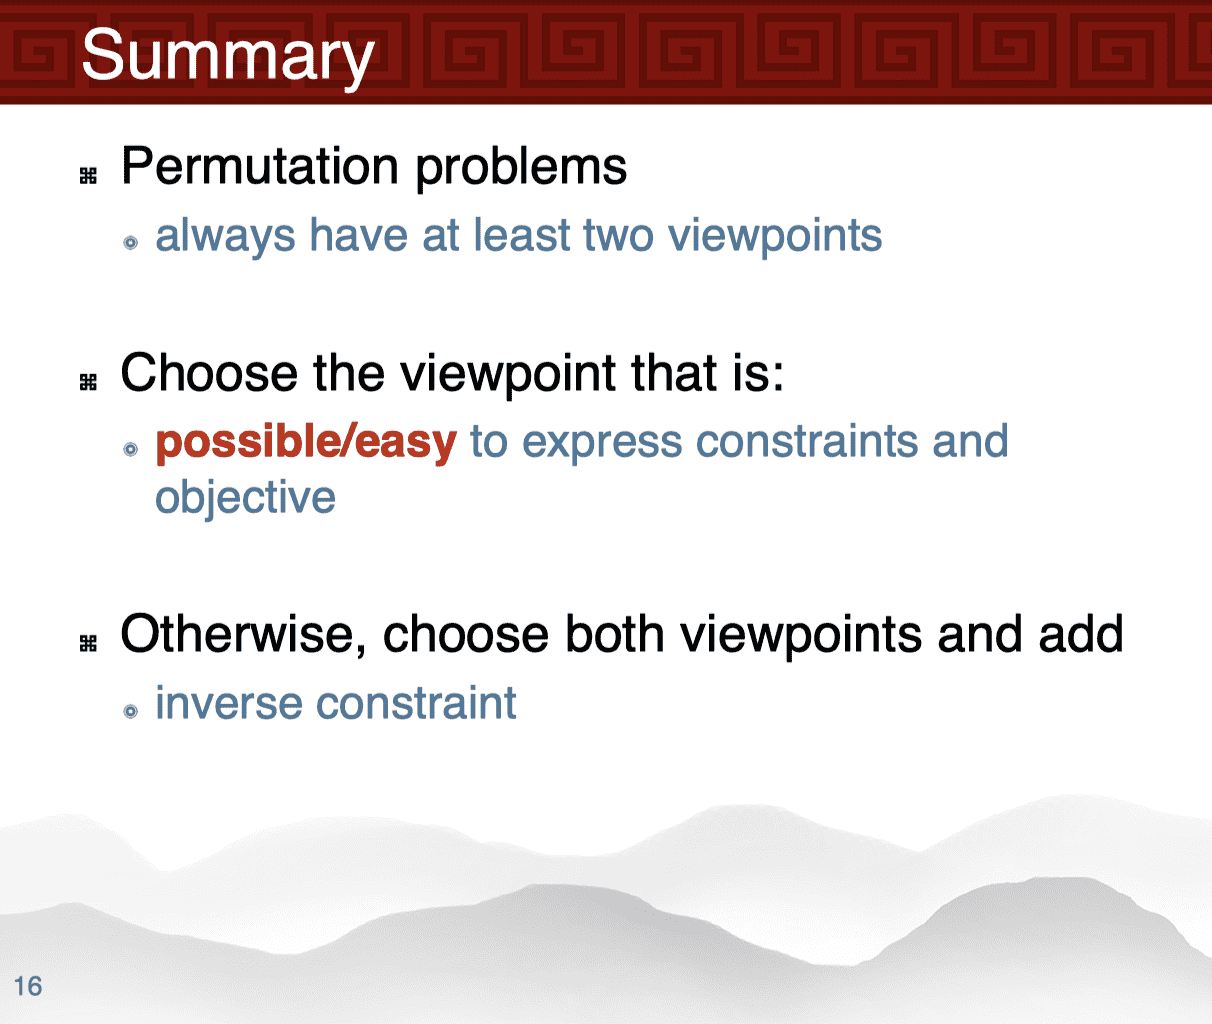 Summary
⌘ Permutation problems
always have at least two viewpoints
⌘ Choose the viewpoint that is:
possible/easy to express constraints and
objective
⌘ Otherwise, choose both viewpoints and add
inverse constraint
16